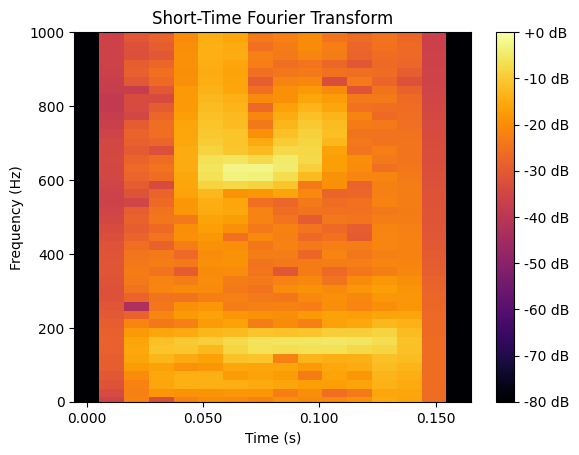 Short-Time Fourier Transform
1000
800
600
400
200
0
Frequency (Hz)
0.000
0.050
0.100
0.150
Time (s)
+0 dB
-10 dB
-20 dB
-30 dB
-40 dB
-50 dB
-60 dB
-70 dB
-80 dB